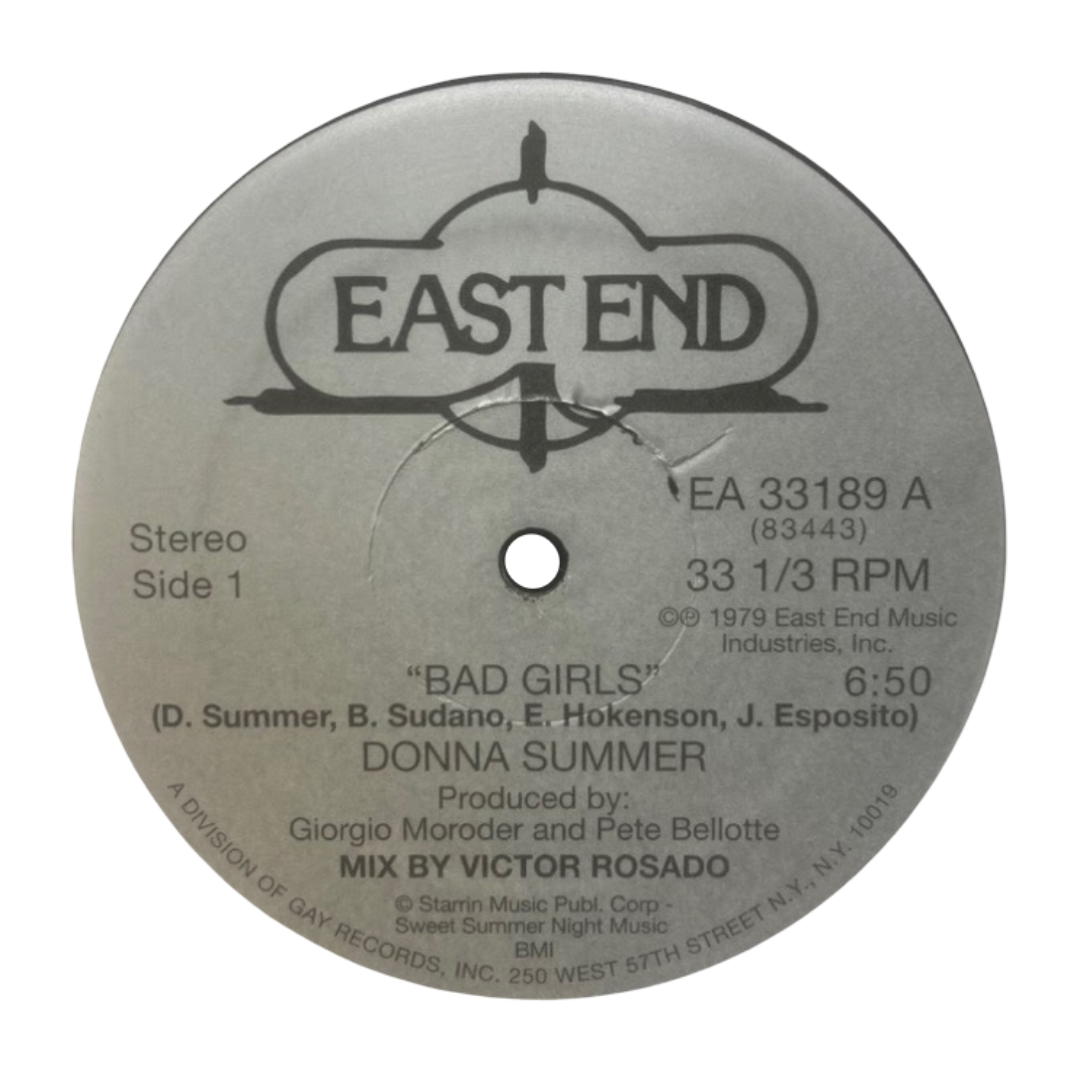 EAST END
EA 33189 A
(83443)
Stereo
Side 1
33 1/3 RPM
©℗ 1979 East End Music
Industries, Inc.
“BAD GIRLS”
6:50
(D. Summer, B. Sudano, E. Hokenson, J. Esposito)
DONNA SUMMER
Produced by:
Giorgio Moroder and Pete Bellotte
MIX BY VICTOR ROSADO
© Starrin Music Publ. Corp -
Sweet Summer Night Music
BMI
A DIVISION OF GAY RECORDS, INC. 250 WEST 57TH STREET N.Y., N.Y. 10019